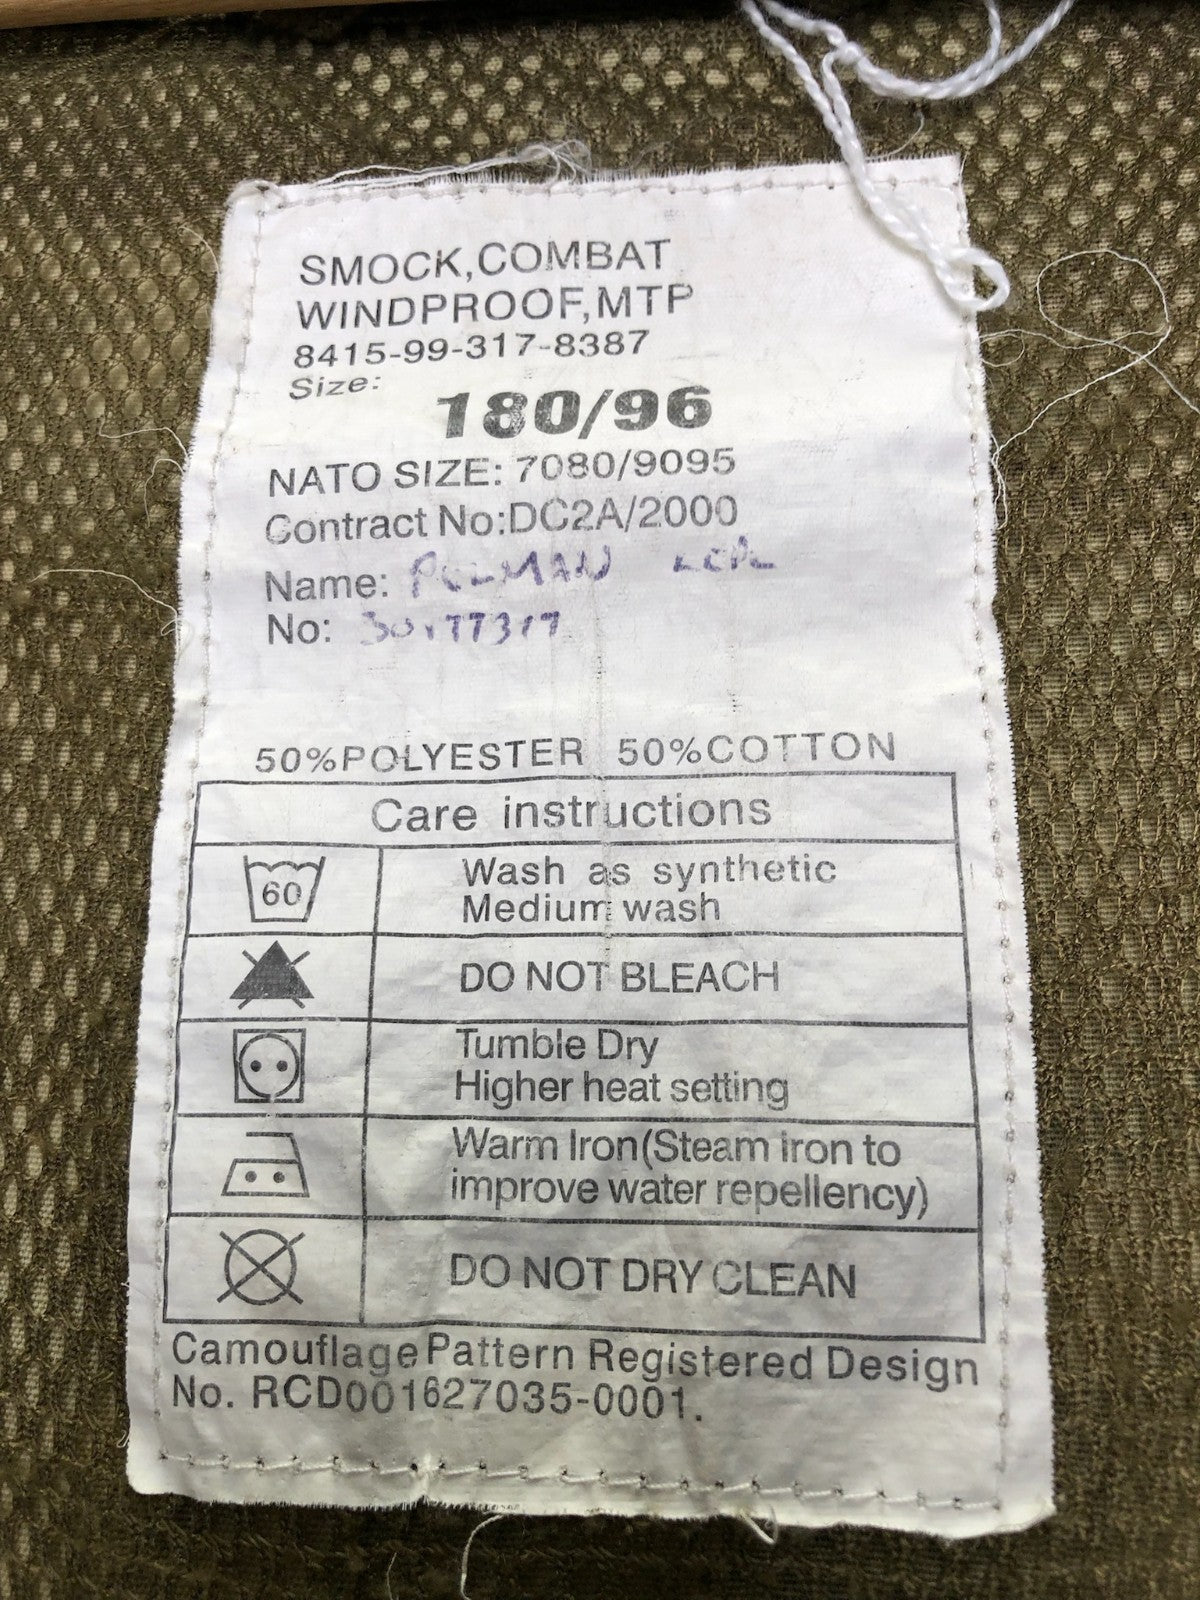 SMOCK,COMBAT
WINDPROOF,MTP
8415-99-317-8387
Size:
180/96
NATO SIZE: 7080/9095
Contract No:DC2A/2000
Name:
No:
50%POLYESTER 50%COTTON
Care instructions
60
Wash as synthetic
Medium wash
DO NOT BLEACH
Tumble Dry
Higher heat setting
Warm Iron(Steam iron to
improve water repellency)
DO NOT DRY CLEAN
Camouflage Pattern Registered Design
No. RCD001627035-0001.